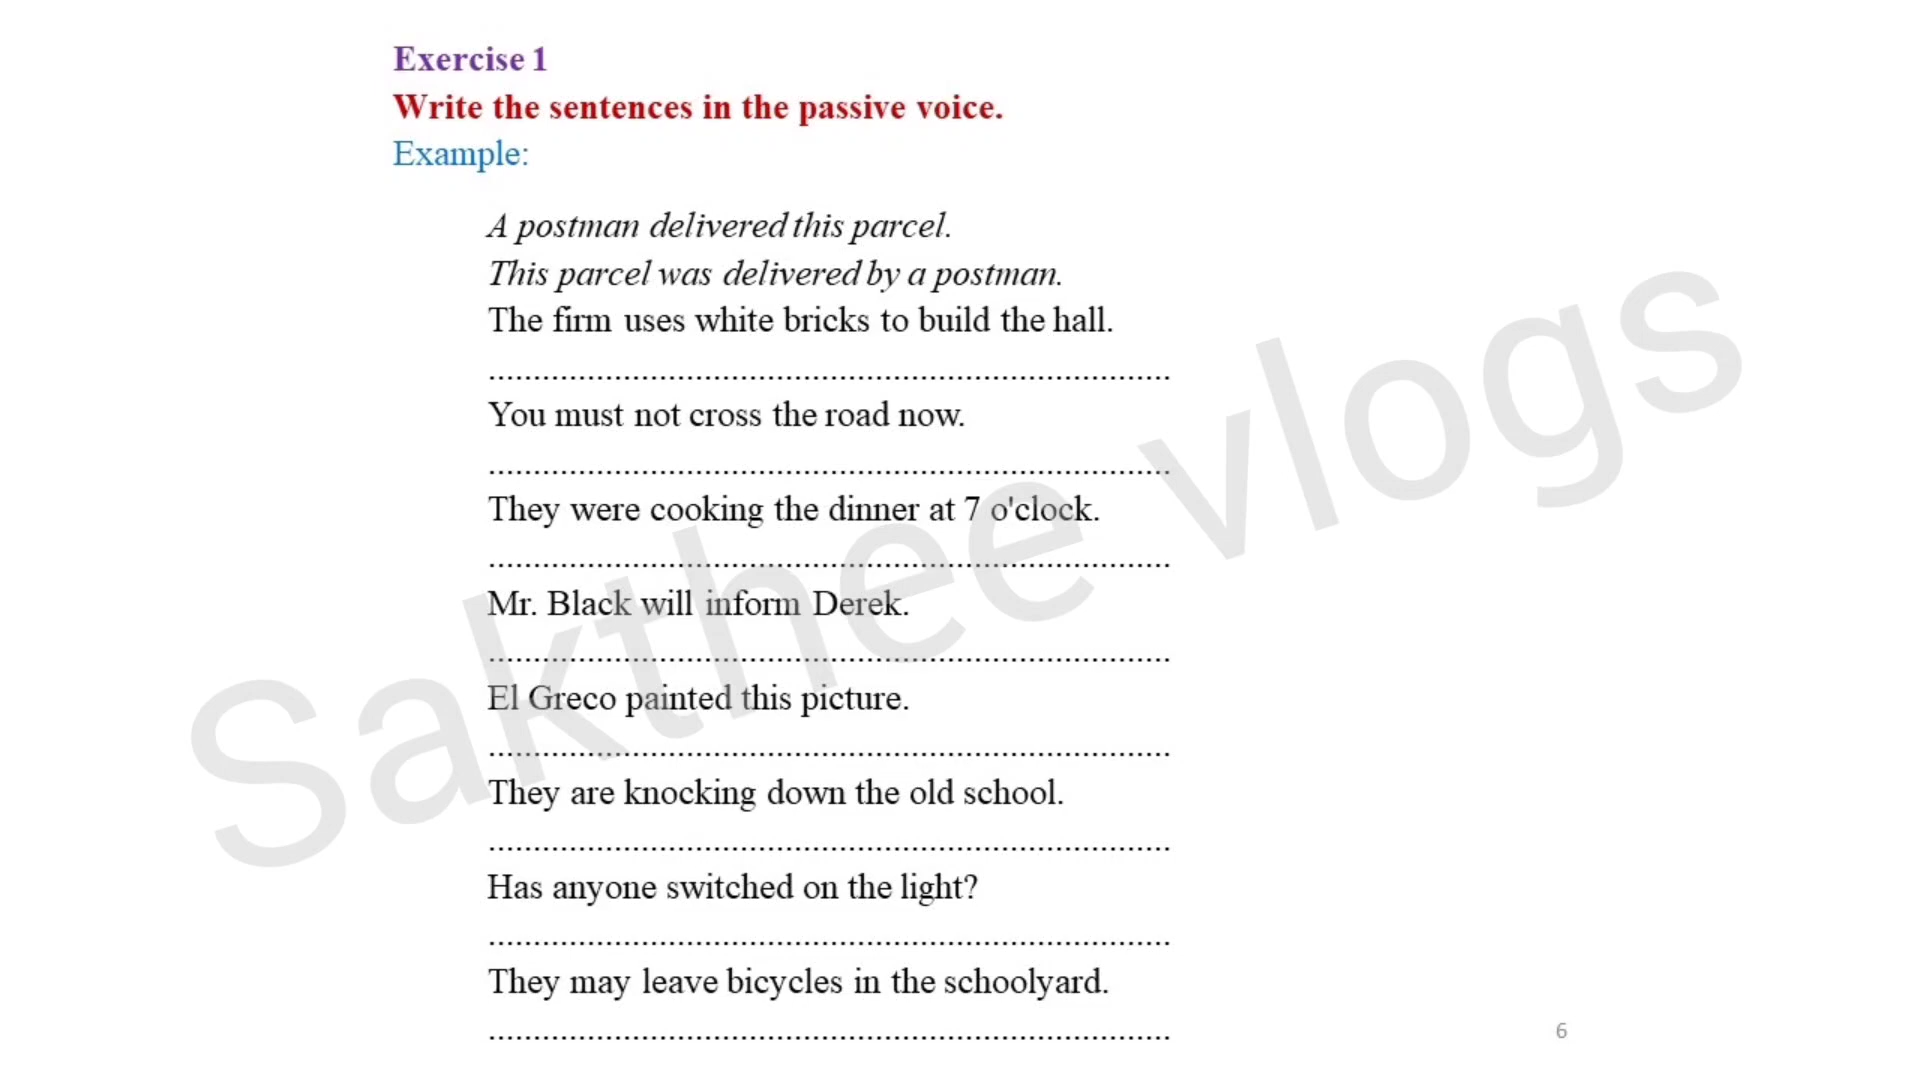 Exercise 1
Write the sentences in the passive voice.
Example:
A postman delivered this parcel.
This parcel was delivered by a postman.
The firm uses white bricks to build the hall.
............................................................................
You must not cross the road now.
............................................................................
They were cooking the dinner at 7 o'clock.
............................................................................
Mr. Black will inform Derek.
............................................................................
El Greco painted this picture.
............................................................................
They are knocking down the old school.
............................................................................
Has anyone switched on the light?
............................................................................
They may leave bicycles in the schoolyard.
............................................................................
6
Sakthee vlogs